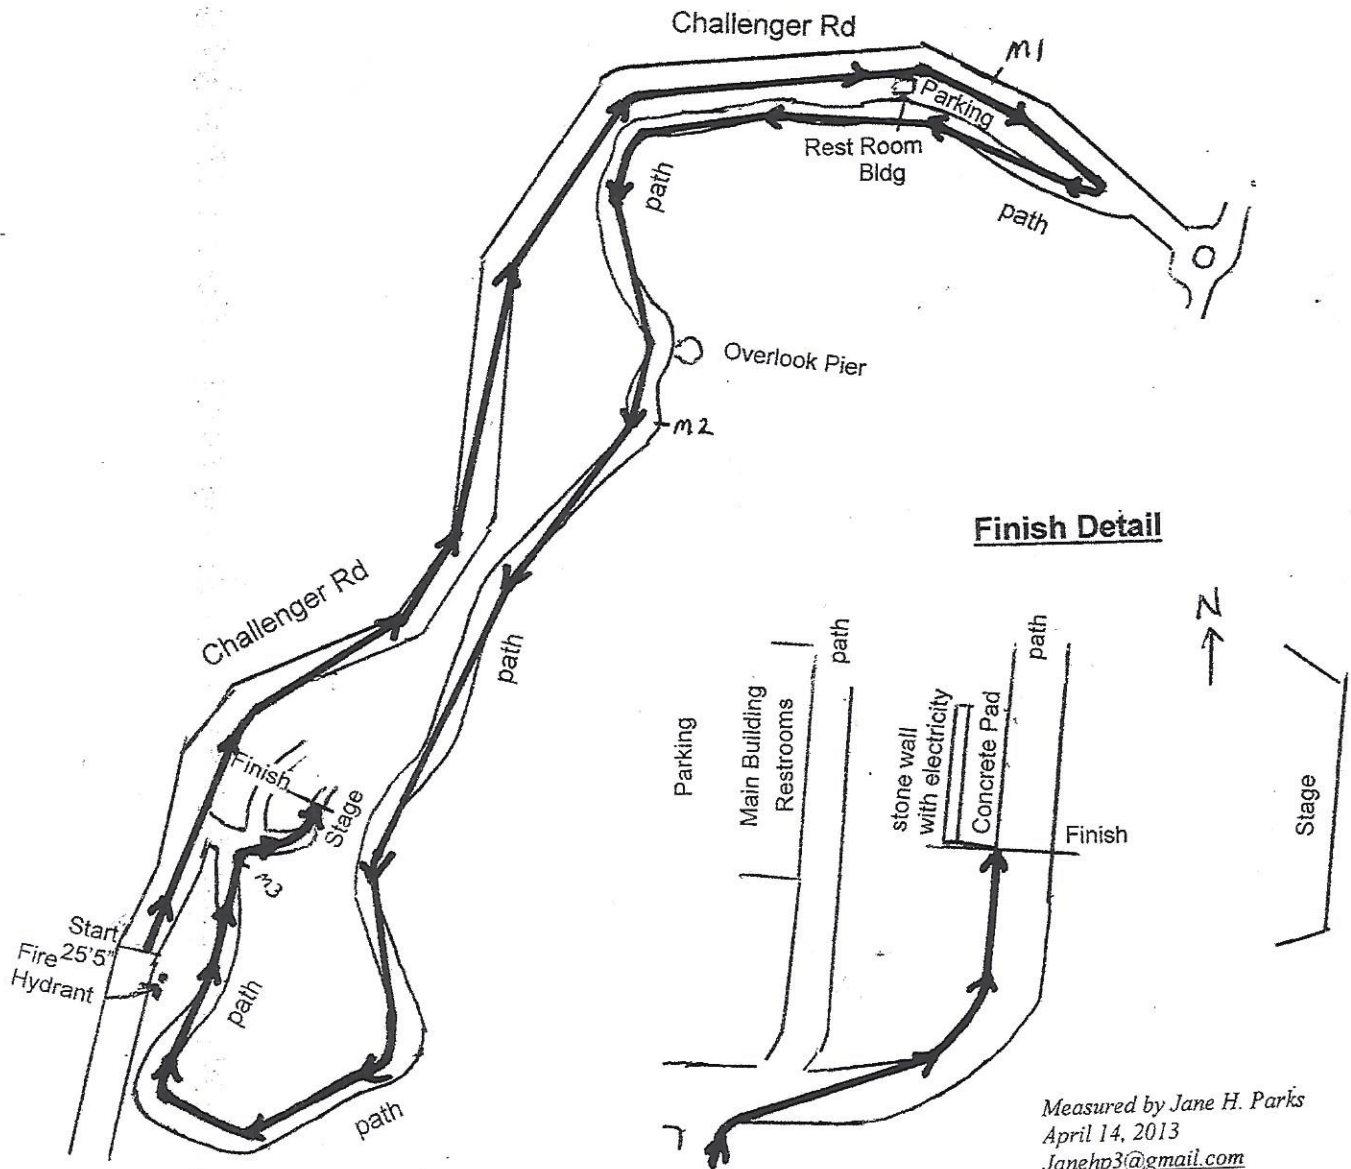 Challenger Rd
M1
Parking
Rest Room
Bldg
path
path
Overlook Pier
M2
Finish Detail
Challenger Rd
path
N
path
path
Parking
Main Building
Restrooms
stone wall
with electricity
Concrete Pad
Finish
Stage
Finish
Stage
M3
Start
Fire 25'5"
Hydrant
path
path
Measured by Jane H. Parks
April 14, 2013
Janehp3@gmail.com